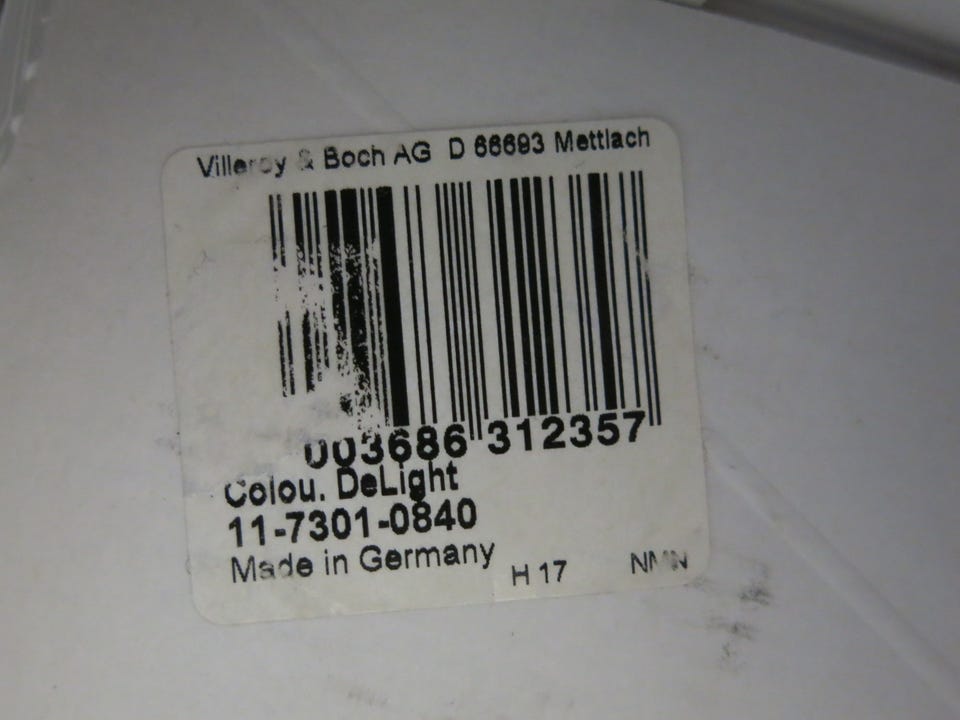 Villeroy & Boch AG D 66693 Mettlach
003686 312357
Colou. DeLight
11-7301-0840
Made in Germany
H 17 NMN